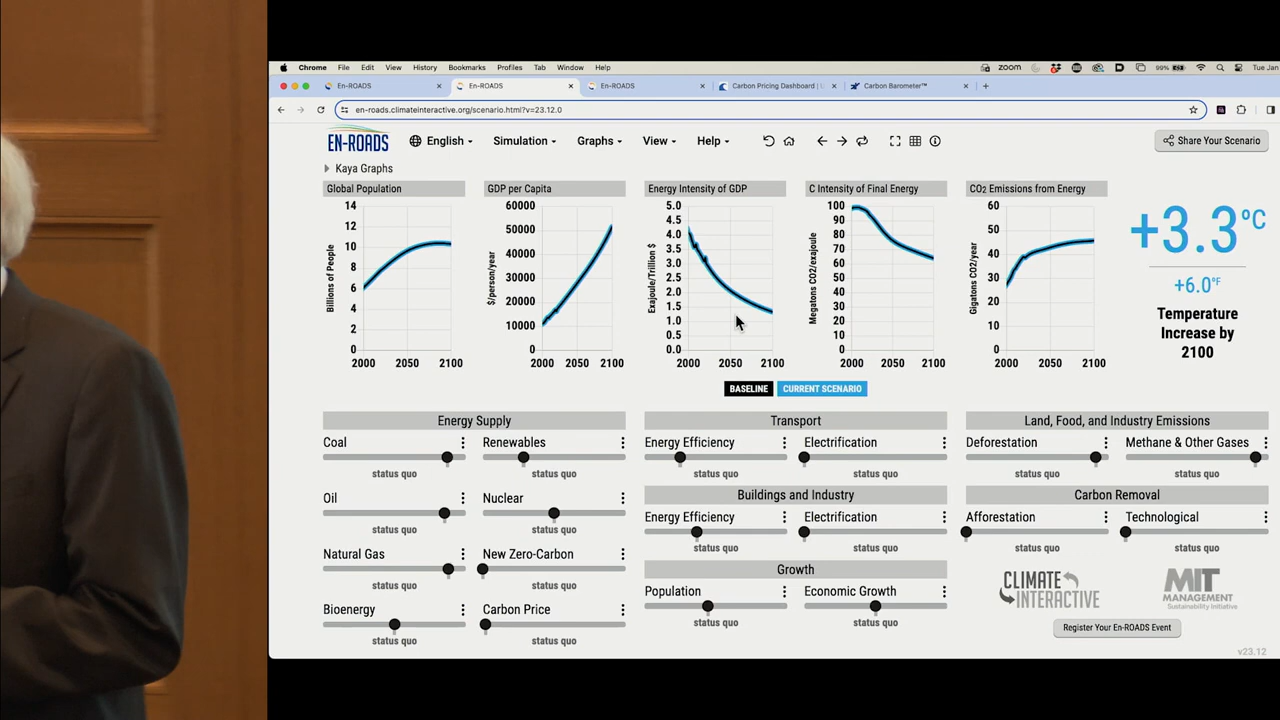 Chrome File Edit View History Bookmarks Profiles Tab Window Help zoom 99% Tue Jan
En-ROADS En-ROADS En-ROADS Carbon Pricing Dashboard | Carbon Barometer™
en-roads.climateinteractive.org/scenario.html?v=23.12.0
EN-ROADS English Simulation Graphs View Help Share Your Scenario
Kaya Graphs
Global Population
Billions of People
14
12
10
8
6
4
2
0
2000 2050 2100
GDP per Capita
$/person/year
60000
50000
40000
30000
20000
10000
2000 2050 2100
Energy Intensity of GDP
Exajoule/Trillion $
5.0
4.5
4.0
3.5
3.0
2.5
2.0
1.5
1.0
0.5
0.0
2000 2050 2100
C Intensity of Final Energy
Megatons CO2/exajoule
100
90
80
70
60
50
40
30
20
10
0
2000 2050 2100
CO2 Emissions from Energy
Gigatons CO2/year
60
50
40
30
20
10
0
2000 2050 2100
+3.3°C
+6.0°F
Temperature
Increase by
2100
BASELINE CURRENT SCENARIO
Energy Supply
Coal Renewables
status quo status quo
Oil Nuclear
status quo status quo
Natural Gas New Zero-Carbon
status quo status quo
Bioenergy Carbon Price
status quo status quo
Transport
Energy Efficiency Electrification
status quo status quo
Buildings and Industry
Energy Efficiency Electrification
status quo status quo
Growth
Population Economic Growth
status quo status quo
Land, Food, and Industry Emissions
Deforestation Methane & Other Gases
status quo status quo
Carbon Removal
Afforestation Technological
status quo status quo
CLIMATE
INTERACTIVE
MIT
MANAGEMENT
Sustainability Initiative
Register Your En-ROADS Event
v23.12